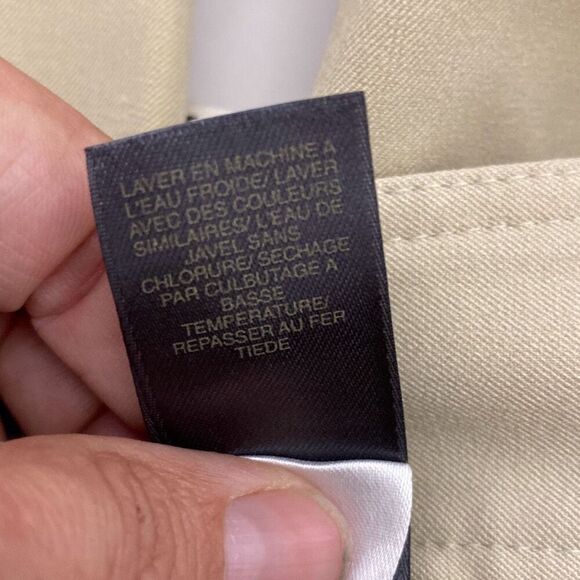 LAVER EN MACHINE A
L'EAU FROIDE/ LAVER
AVEC DES COULEURS
SIMILAIRES/ L'EAU DE
JAVEL SANS
CHLORURE/ SECHAGE
PAR CULBUTAGE A
BASSE
TEMPERATURE/
REPASSER AU FER
TIEDE